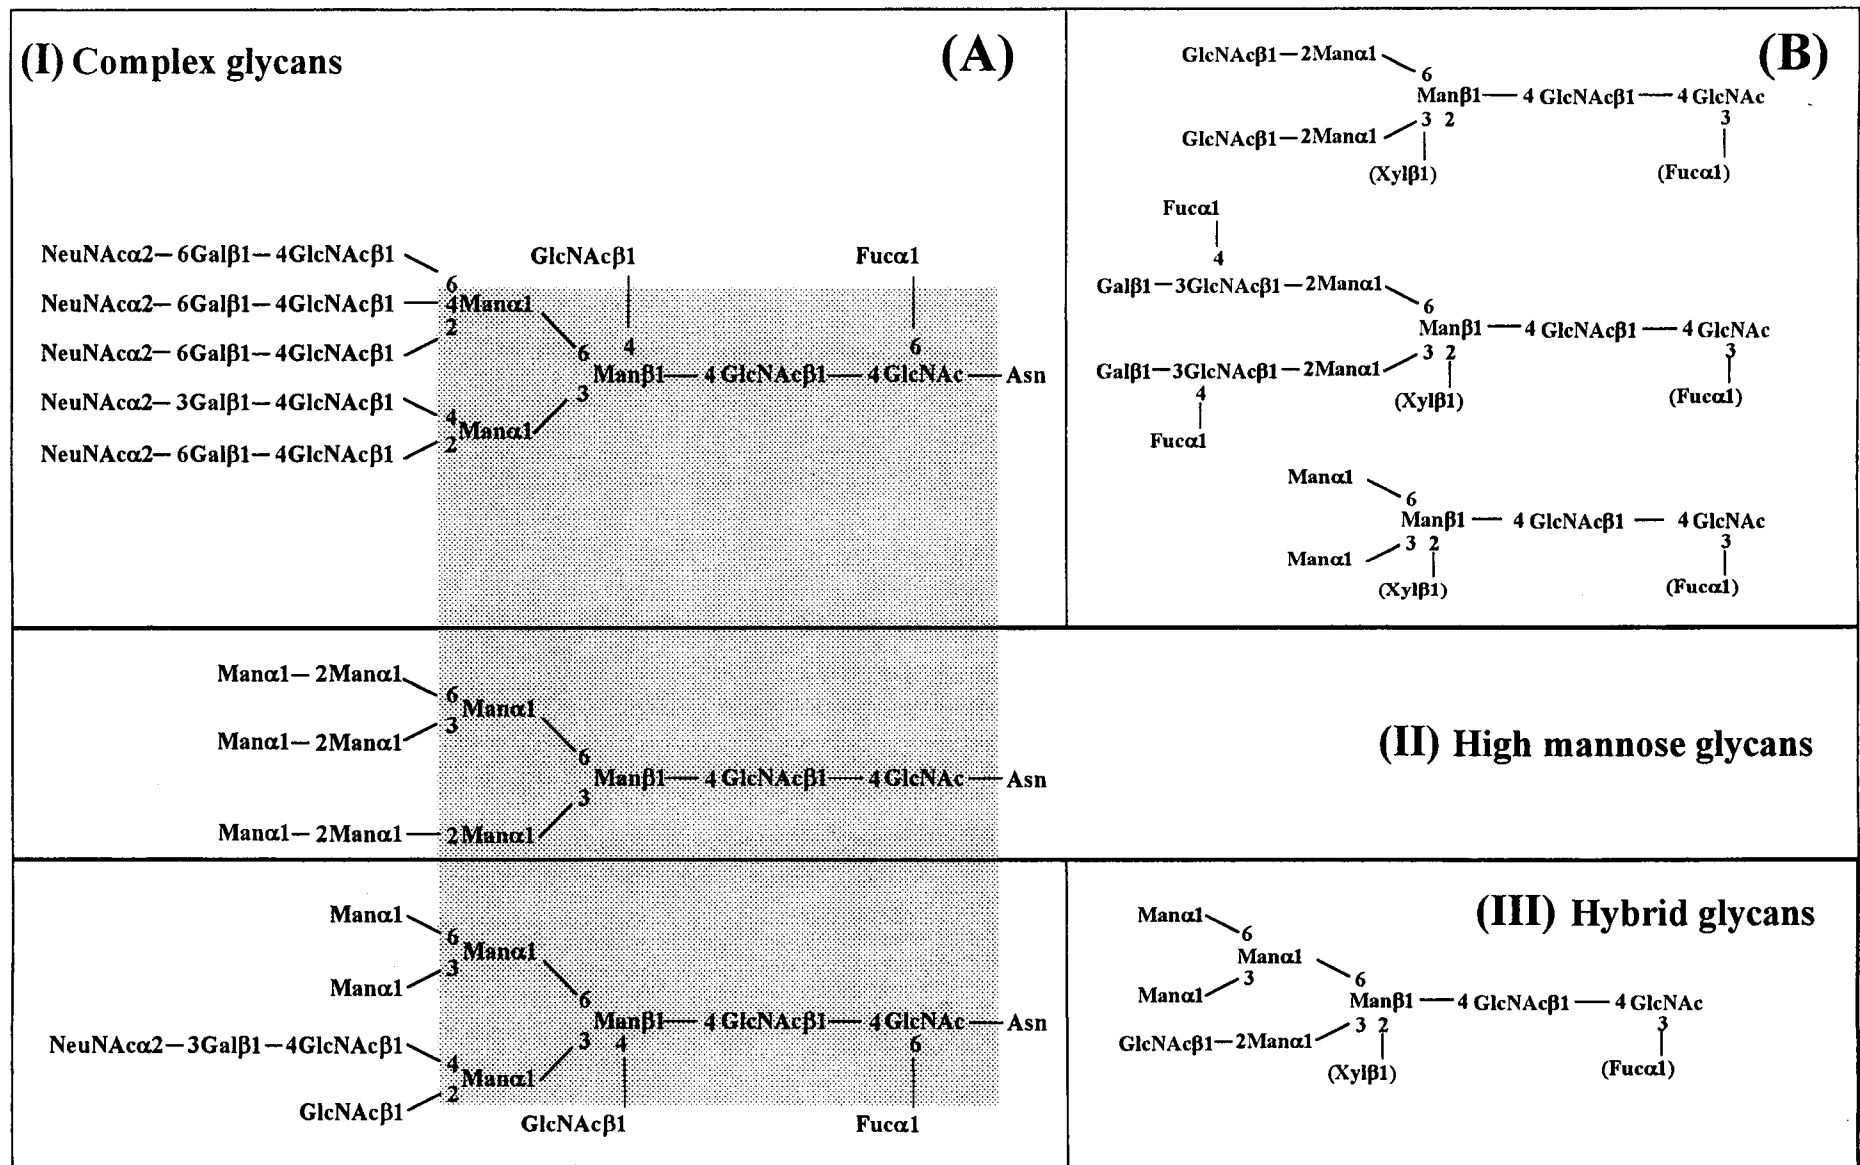 (I) Complex glycans
(A)
NeuNAcα2–6Galβ1–4GlcNAcβ1
GlcNAcβ1
Fucα1
6
NeuNAcα2–6Galβ1–4GlcNAcβ1—4Manα1
2
NeuNAcα2–6Galβ1–4GlcNAcβ1
6
4
6
Manβ1—4GlcNAcβ1—4GlcNAc—Asn
3
NeuNAcα2–3Galβ1–4GlcNAcβ1
4
Manα1
2
NeuNAcα2–6Galβ1–4GlcNAcβ1
(B)
GlcNAcβ1–2Manα1
6
Manβ1—4GlcNAcβ1—4GlcNAc
3 2
3
GlcNAcβ1–2Manα1
(Xylβ1)
(Fucα1)
Fucα1
4
Galβ1–3GlcNAcβ1–2Manα1
6
Manβ1—4GlcNAcβ1—4GlcNAc
3 2
3
Galβ1–3GlcNAcβ1–2Manα1
4
(Xylβ1)
(Fucα1)
Fucα1
Manα1
6
Manβ1—4GlcNAcβ1—4GlcNAc
3 2
3
Manα1
(Xylβ1)
(Fucα1)
(II) High mannose glycans
Manα1–2Manα1
6
Manα1
3
Manα1–2Manα1
6
Manβ1—4GlcNAcβ1—4GlcNAc—Asn
3
Manα1–2Manα1—2Manα1
Manα1
6
Manα1
3
Manα1
6
Manβ1—4GlcNAcβ1—4GlcNAc—Asn
3
4
6
NeuNAcα2–3Galβ1–4GlcNAcβ1
4
Manα1
2
GlcNAcβ1
GlcNAcβ1
Fucα1
(III) Hybrid glycans
Manα1
6
Manα1
3
Manα1
6
Manβ1—4GlcNAcβ1—4GlcNAc
3 2
3
GlcNAcβ1–2Manα1
(Xylβ1)
(Fucα1)